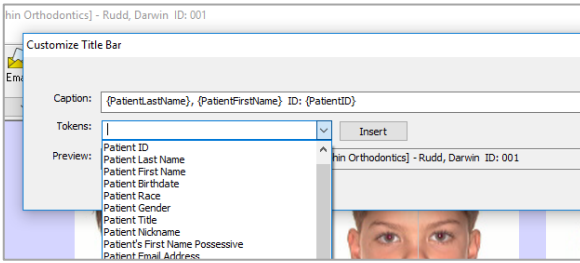 hin Orthodontics] - Rudd, Darwin ID: 001
Customize Title Bar
Ema
Caption: {PatientLastName}, {PatientFirstName} ID: {PatientID}
Tokens: Insert
Preview: hin Orthodontics] - Rudd, Darwin ID: 001
Patient ID
Patient Last Name
Patient First Name
Patient Birthdate
Patient Race
Patient Gender
Patient Title
Patient Nickname
Patient's First Name Possessive
Patient Email Address